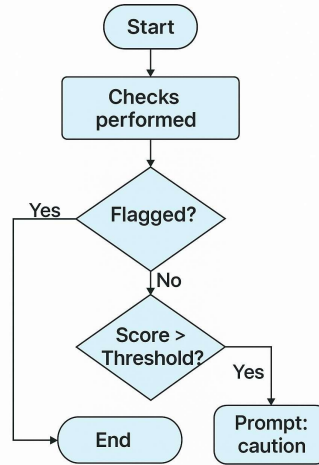 Start
Checks
performed
Flagged?
Yes
No
Score >
Threshold?
Yes
End
Prompt:
caution